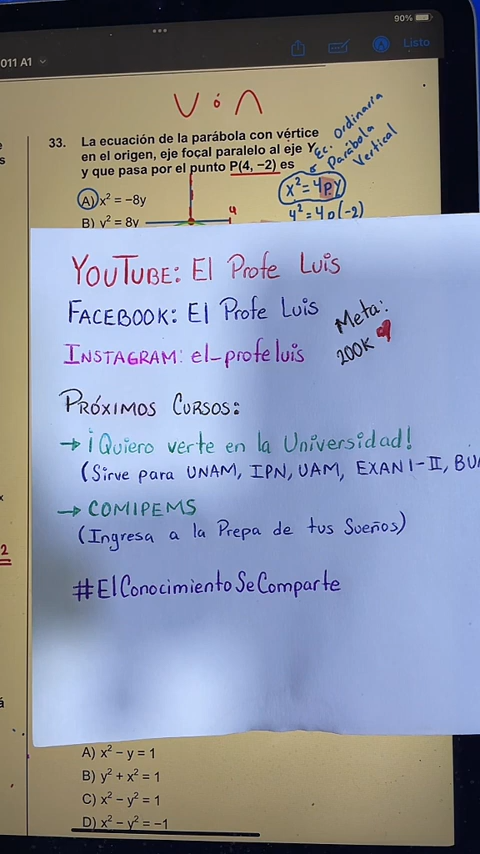 90%
011 A1
Listo
V ó Λ
33. La ecuación de la parábola con vértice
en el origen, eje focal paralelo al eje Y,
y que pasa por el punto P(4, −2) es
Ec. Ordinaria
Parábola
Vertical
A) x² = −8y
x² = 4py
B) y² = 8y
4² = 4p(-2)
4
YOUTUBE: El Profe Luis
FACEBOOK: El Profe Luis
INSTAGRAM: el-profeluis
Meta:
200K
PRÓXIMOS CURSOS:
→ ¡Quiero verte en la Universidad!
(Sirve para UNAM, IPN, UAM, EXANI-II,
→ COMIPEMS
(Ingresa a la Prepa de tus Sueños)
#ElConocimientoSeComparte
2
A) x² − y = 1
B) y² + x² = 1
C) x² − y² = 1
D) x² − y² = −1